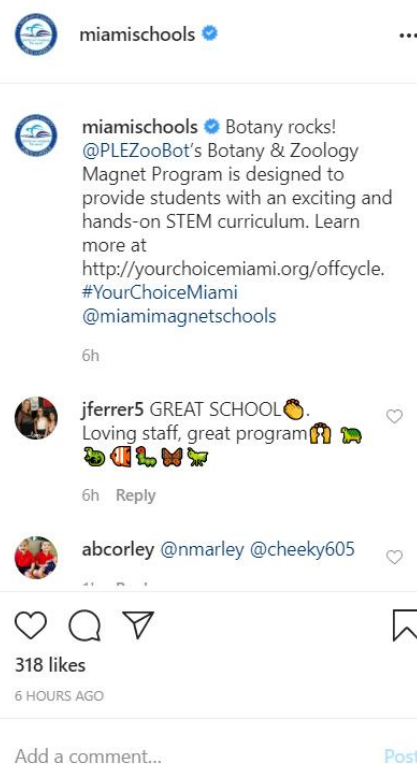 miamischools
miamischools Botany rocks!
@PLEZooBot's Botany & Zoology
Magnet Program is designed to
provide students with an exciting and
hands-on STEM curriculum. Learn
more at
http://yourchoicemiami.org/offcycle.
#YourChoiceMiami
@miamimagnetschools
6h
jferrer5 GREAT SCHOOL👏.
Loving staff, great program🙌 🐢
🐍🐠🐛🦋🦗
6h Reply
abcorley @nmarley @cheeky605
318 likes
6 HOURS AGO
Add a comment... Post